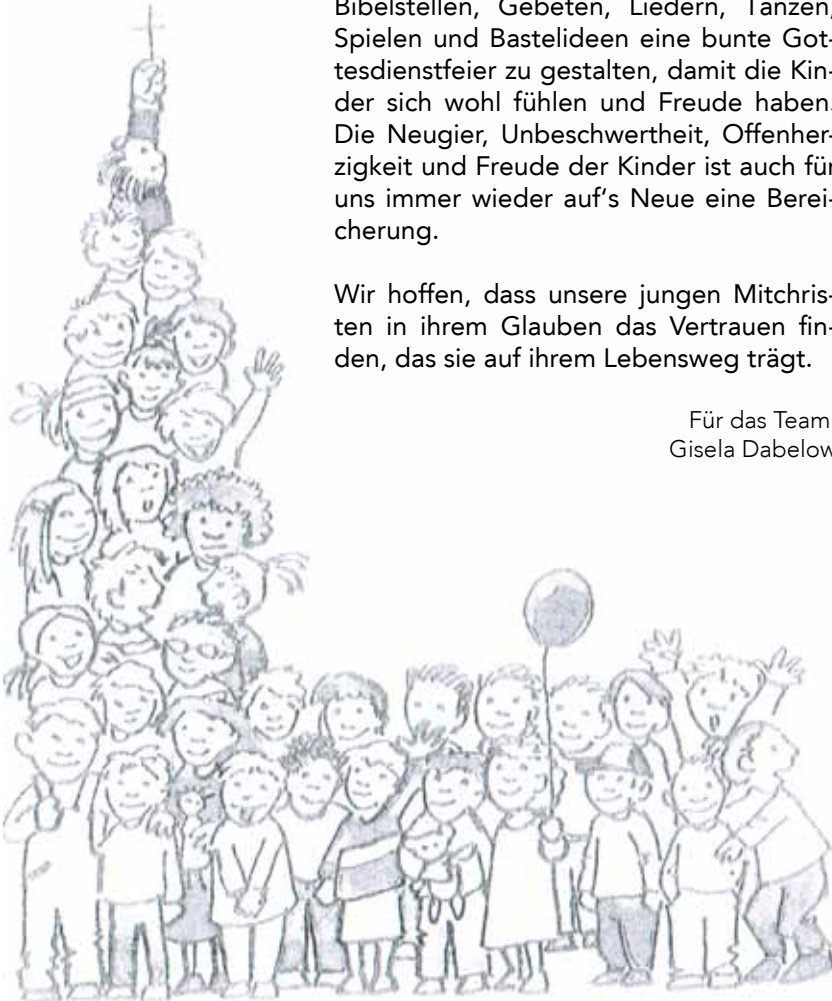 Bibelstellen, Gebeten, Liedern, Tänzen,
Spielen und Bastelideen eine bunte Got-
tesdienstfeier zu gestalten, damit die Kin-
der sich wohl fühlen und Freude haben.
Die Neugier, Unbeschwertheit, Offenher-
zigkeit und Freude der Kinder ist auch für
uns immer wieder auf‘s Neue eine Berei-
cherung.
Wir hoffen, dass unsere jungen Mitchris-
ten in ihrem Glauben das Vertrauen fin-
den, das sie auf ihrem Lebensweg trägt.
Für das Team
Gisela Dabelow